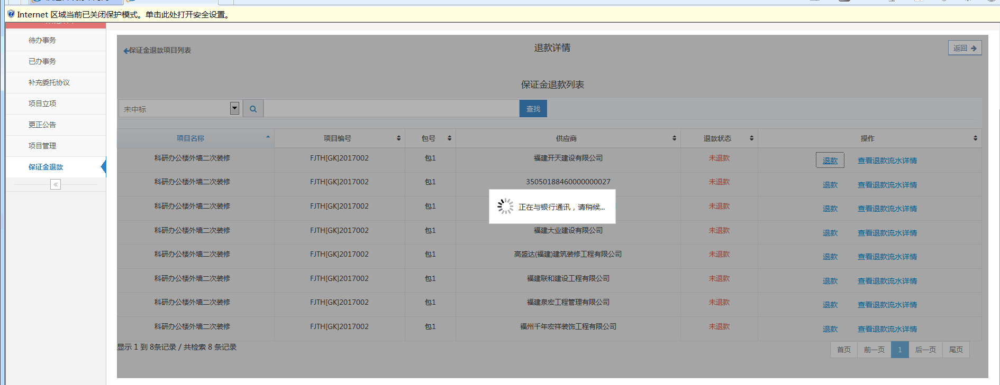 Internet 区域当前已关闭保护模式。单击此处打开安全设置。
待办事务
已办事务
补充委托协议
项目立项
更正公告
项目管理
保证金退款
保证金退款项目列表
退款详情
返回
保证金退款列表
未中标
查找
项目名称 项目编号 包号 供应商 退款状态 操作
科研办公楼外墙二次装修 FJTH[GK]2017002 包1 福建开天建设有限公司 未退款 退款 查看退款流水详情
科研办公楼外墙二次装修 FJTH[GK]2017002 包1 35050188460000000027 未退款 退款 查看退款流水详情
科研办公楼外墙二次装修 FJTH[GK]2017002 包1 未退款 退款 查看退款流水详情
正在与银行通讯，请稍候...
科研办公楼外墙二次装修 FJTH[GK]2017002 包1 福建大业建设有限公司 未退款 退款 查看退款流水详情
科研办公楼外墙二次装修 FJTH[GK]2017002 包1 高盛达(福建)建筑装修工程有限公司 未退款 退款 查看退款流水详情
科研办公楼外墙二次装修 FJTH[GK]2017002 包1 福建联和建设工程有限公司 未退款 退款 查看退款流水详情
科研办公楼外墙二次装修 FJTH[GK]2017002 包1 福建泉宏工程管理有限公司 未退款 退款 查看退款流水详情
科研办公楼外墙二次装修 FJTH[GK]2017002 包1 福州千年宏祥装饰工程有限公司 未退款 退款 查看退款流水详情
显示 1 到 8条记录 / 共检索 8 条记录
首页 前一页 1 后一页 尾页